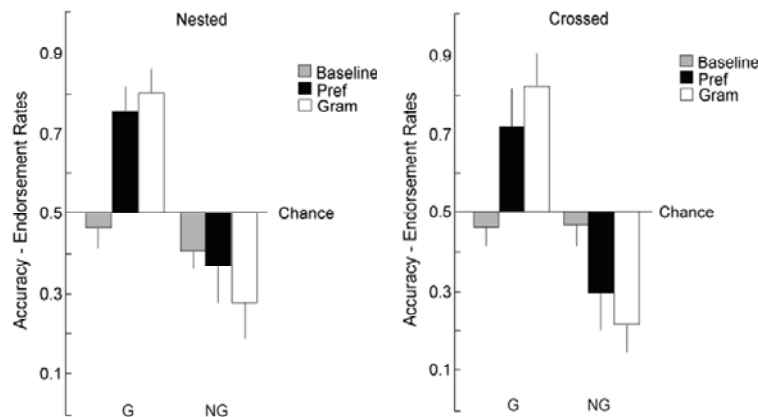 Nested
Accuracy - Endorsement Rates
0.9
0.7
0.5
0.3
0.1
Baseline
Pref
Gram
Chance
G NG
Crossed
Accuracy - Endorsement Rates
0.9
0.7
0.5
0.3
0.1
Baseline
Pref
Gram
Chance
G NG